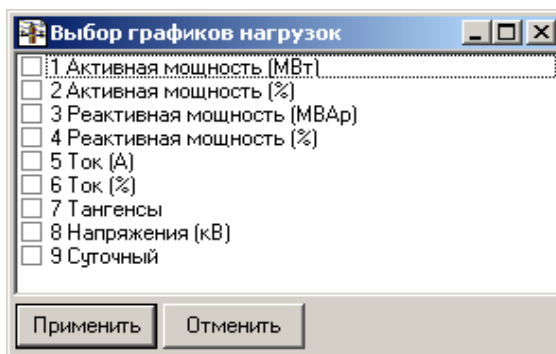 Выбор графиков нагрузок
1 Активная мощность (МВт)
2 Активная мощность (%)
3 Реактивная мощность (МВАр)
4 Реактивная мощность (%)
5 Ток (А)
6 Ток (%)
7 Тангенсы
8 Напряжения (кВ)
9 Суточный
Применить Отменить